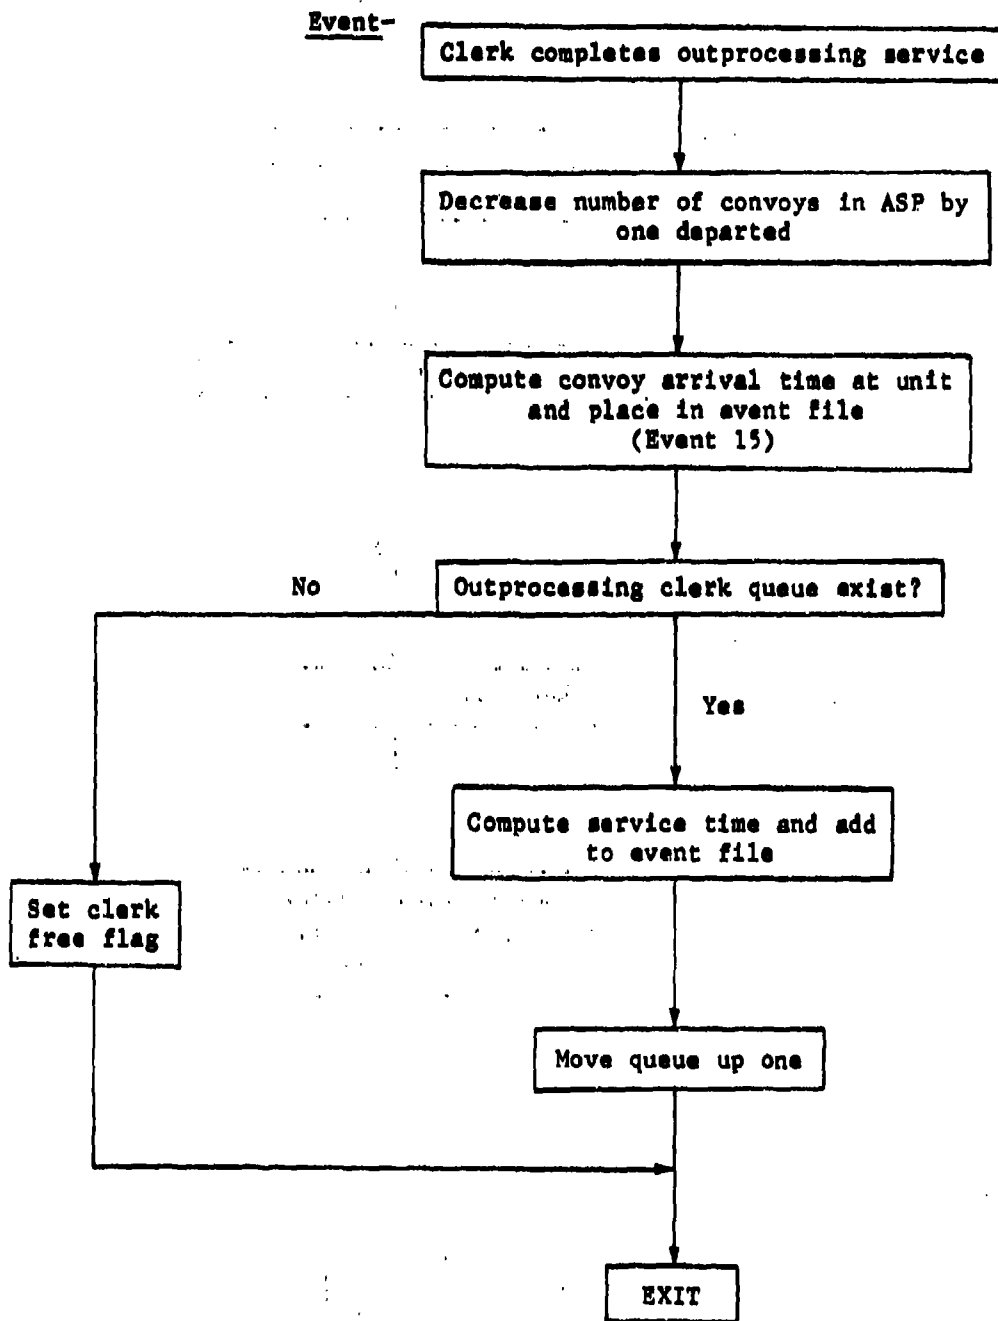 Event-
Clerk completes outprocessing service
Decrease number of convoys in ASP by
one departed
Compute convoy arrival time at unit
and place in event file
(Event 15)
Outprocessing clerk queue exist?
No
Yes
Compute service time and add
to event file
Set clerk
free flag
Move queue up one
EXIT